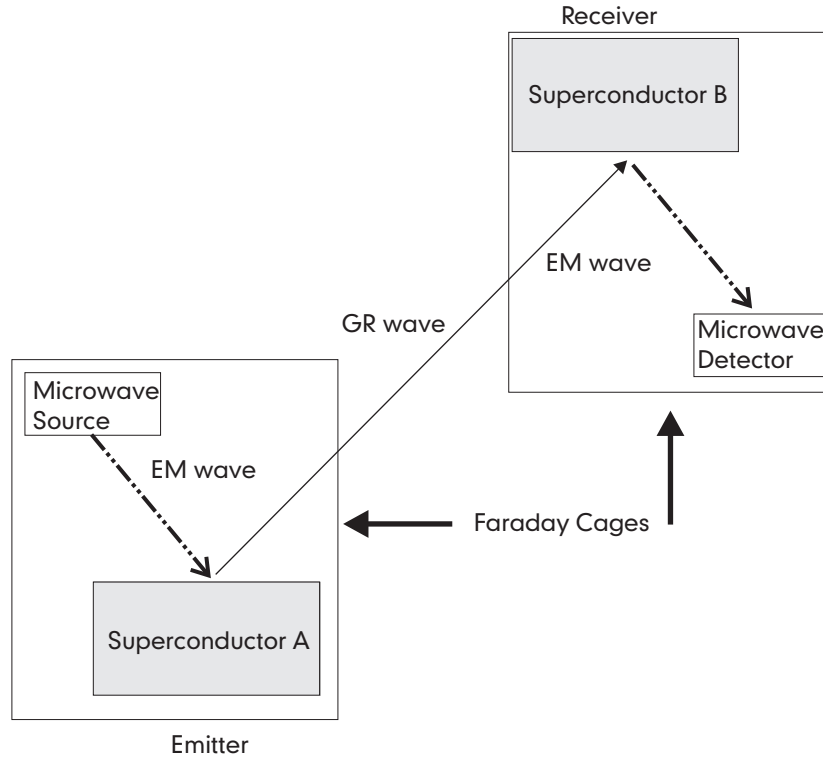 Receiver
Superconductor B
EM wave
GR wave
Microwave
Detector
Microwave
Source
EM wave
Faraday Cages
Superconductor A
Emitter